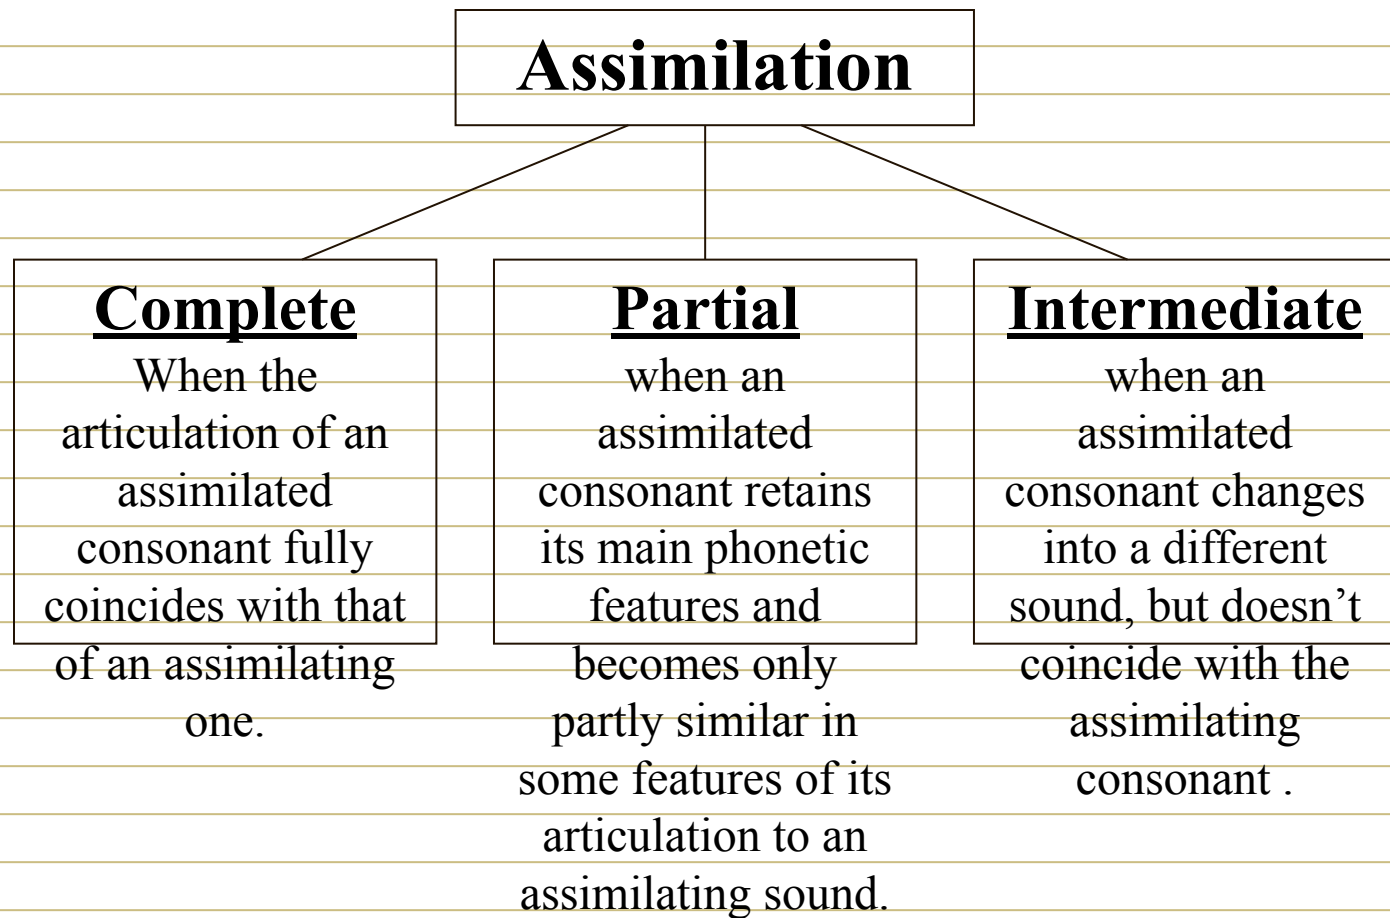 Assimilation
Complete
When the
articulation of an
assimilated
consonant fully
coincides with that
of an assimilating
one.
Partial
when an
assimilated
consonant retains
its main phonetic
features and
becomes only
partly similar in
some features of its
articulation to an
assimilating sound.
Intermediate
when an
assimilated
consonant changes
into a different
sound, but doesn’t
coincide with the
assimilating
consonant .